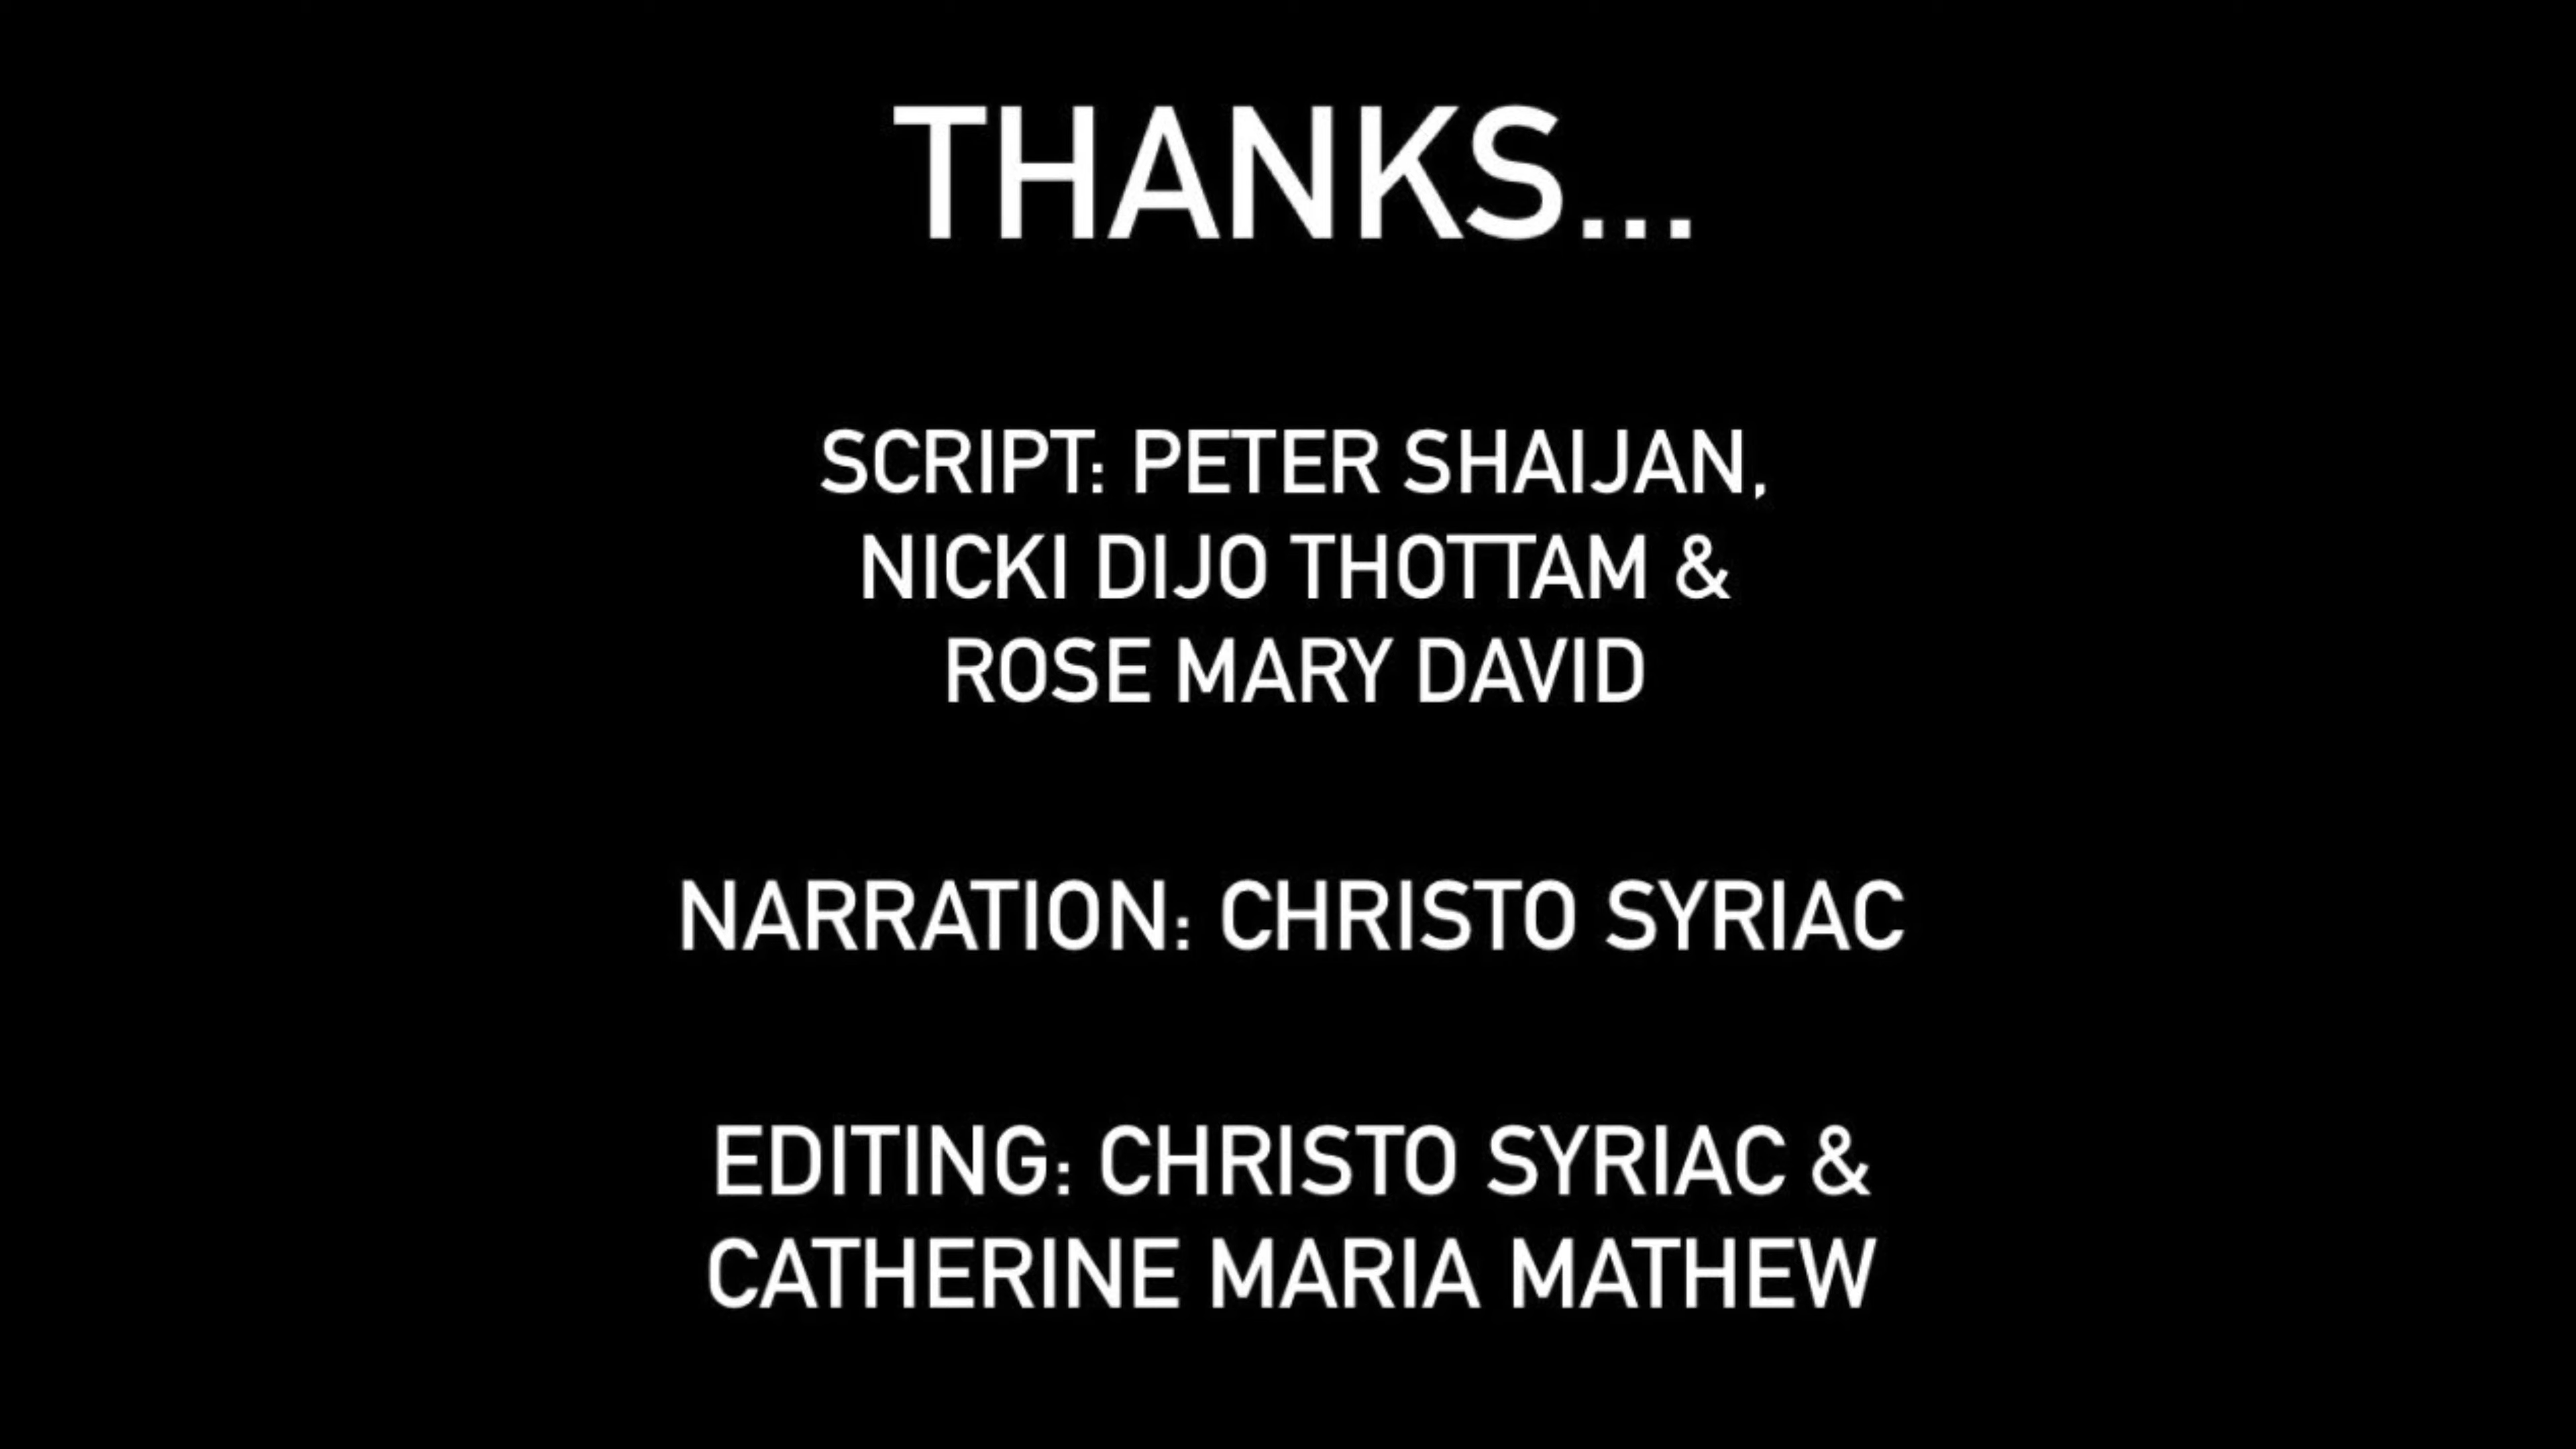 THANKS...
SCRIPT: PETER SHAIJAN,
NICKI DIJO THOTTAM &
ROSE MARY DAVID
NARRATION: CHRISTO SYRIAC
EDITING: CHRISTO SYRIAC &
CATHERINE MARIA MATHEW